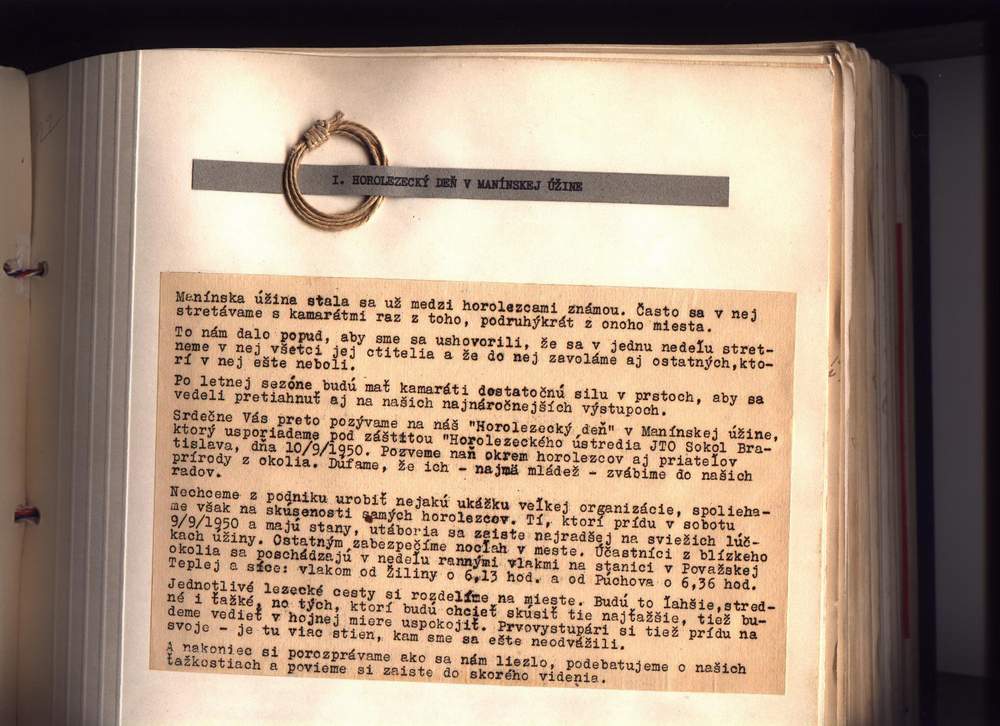 I. HOROLEZECKÝ DEŇ V MANÍNSKEJ ÚŽINE
Manínska úžina stala sa už medzi horolezcami známou. Často sa v nej
stretávame s kamarátmi raz z toho, podruhýkrát z onoho miesta.
To nám dalo popud, aby sme sa ushovorili, že sa v jednu nedeľu stret-
neme v nej všetci jej ctitelia a že do nej zavoláme aj ostatných,kto-
rí v nej ešte neboli.
Po letnej sezóne budú mať kamaráti dostatočnú silu v prstoch, aby sa
vedeli pretiahnuť aj na našich najnáročnejších výstupoch.
Srdečne Vás preto pozývame na náš "Horolezecký deň" v Manínskej úžine,
ktorý usporiadame pod záštitou "Horolezeckého ústredia JTO Sokol Bra-
tislava, dňa 10/9/1950. Pozveme naň okrem horolezcov aj priateľov
prírody z okolia. Dúfame, že ich - najmä mládež - zvábime do našich
radov.
Nechceme z podniku urobiť nejakú ukážku veľkej organizácie, spolieha-
me však na skúsenosti samých horolezcov. Tí, ktorí prídu v sobotu
9/9/1950 a majú stany, utáboria sa zaiste najradšej na sviežich lúč-
kach úžiny. Ostatným zabezpečíme nocľah v meste. Účastníci z blízkeho
okolia sa poschádzajú v nedeľu rannými vlakmi na stanici v Považskej
Teplej a síce: vlakom od Žiliny o 6,13 hod. a od Púchova o 6,36 hod.
Jednotlivé lezecké cesty si rozdelíme na mieste. Budú to ľahšie,stred-
né i ťažké, no tých, ktorí budú chcieť skúsiť tie najťažšie, tiež bu-
deme vedieť v hojnej miere uspokojiť. Prvovystupári si tiež prídu na
svoje - je tu viac stien, kam sme sa ešte neodvážili.
A nakoniec si porozprávame ako sa nám liezlo, podebatujeme o našich
ťažkostiach a povieme si zaiste do skorého videnia.